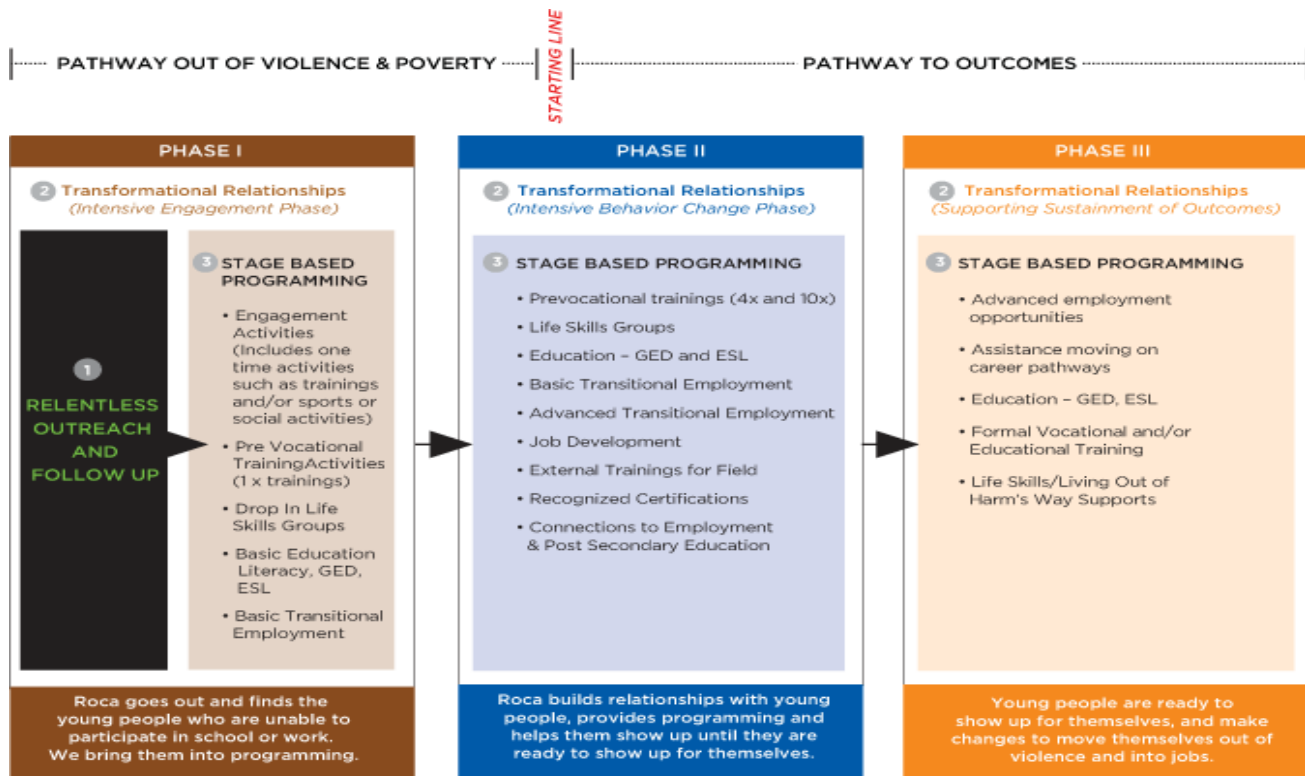 PATHWAY OUT OF VIOLENCE & POVERTY
STARTING LINE
PATHWAY TO OUTCOMES
PHASE I
2 Transformational Relationships
(Intensive Engagement Phase)
1
RELENTLESS
OUTREACH
AND
FOLLOW UP
3 STAGE BASED
PROGRAMMING
• Engagement
Activities
(Includes one
time activities
such as trainings
and/or sports or
social activities)
• Pre Vocational
TrainingActivities
(1 x trainings)
• Drop In Life
Skills Groups
• Basic Education
Literacy, GED,
ESL
• Basic Transitional
Employment
Roca goes out and finds the
young people who are unable to
participate in school or work.
We bring them into programming.
PHASE II
2 Transformational Relationships
(Intensive Behavior Change Phase)
3 STAGE BASED PROGRAMMING
• Prevocational trainings (4x and 10x)
• Life Skills Groups
• Education – GED and ESL
• Basic Transitional Employment
• Advanced Transitional Employment
• Job Development
• External Trainings for Field
• Recognized Certifications
• Connections to Employment
& Post Secondary Education
Roca builds relationships with young
people, provides programming and
helps them show up until they are
ready to show up for themselves.
PHASE III
2 Transformational Relationships
(Supporting Sustainment of Outcomes)
3 STAGE BASED PROGRAMMING
• Advanced employment
opportunities
• Assistance moving on
career pathways
• Education – GED, ESL
• Formal Vocational and/or
Educational Training
• Life Skills/Living Out of
Harm's Way Supports
Young people are ready to
show up for themselves, and make
changes to move themselves out of
violence and into jobs.